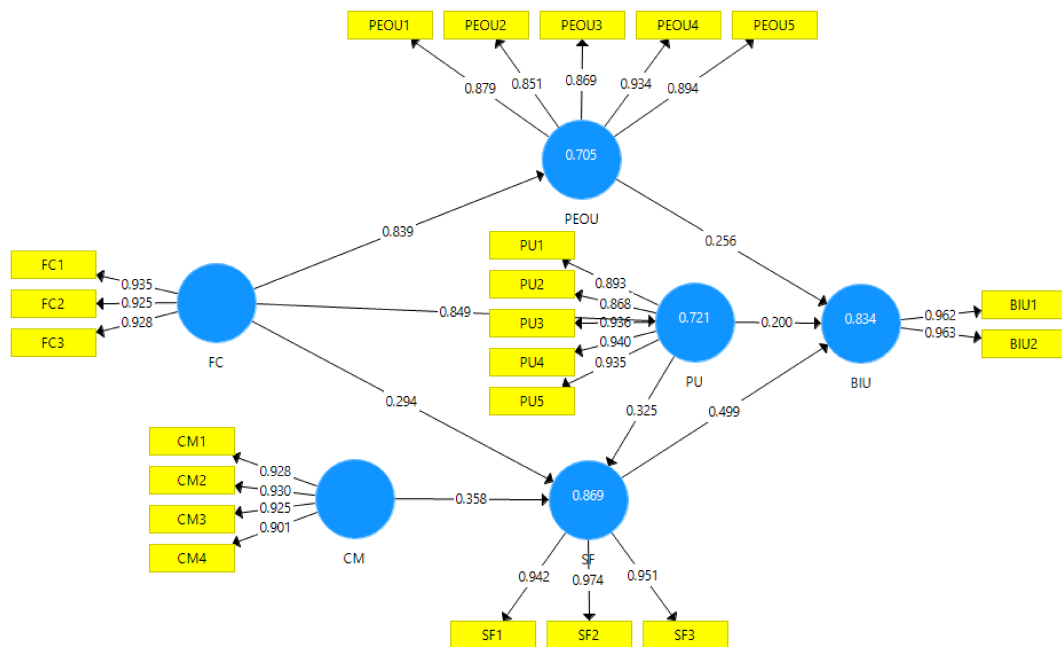 PEOU1 PEOU2 PEOU3 PEOU4 PEOU5
0.879 0.851 0.869 0.934 0.894
0.705
PEOU
0.839
0.256
FC1
FC2
FC3
0.935
0.925
0.928
FC
0.849
PU1
PU2
PU3
PU4
PU5
0.893
0.868
0.936
0.940
0.935
0.721
PU
0.200
0.834
BIU
0.962
0.963
BIU1
BIU2
0.294
0.325
0.499
CM1
CM2
CM3
CM4
0.928
0.930
0.925
0.901
CM
0.358
0.869
SF
0.942 0.974 0.951
SF1 SF2 SF3